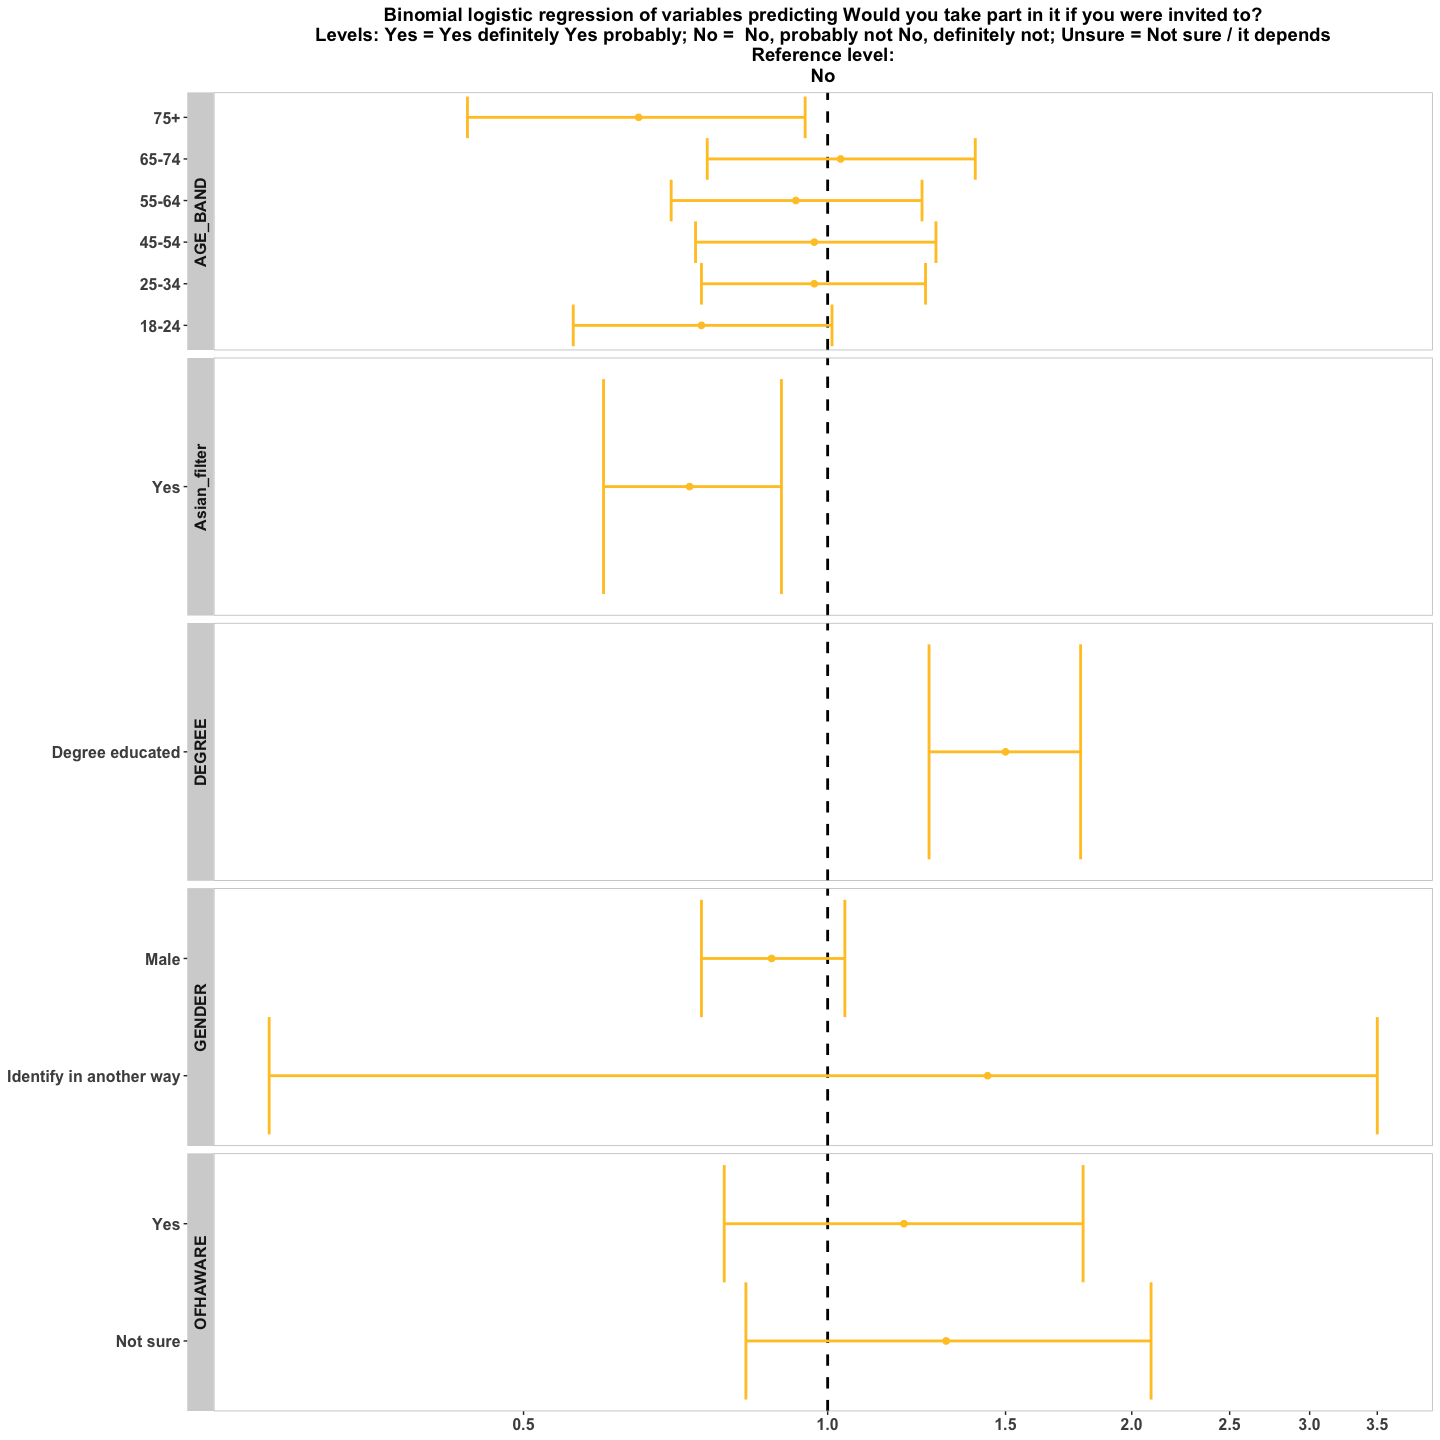 Binomial logistic regression of variables predicting Would you take part in it if you were invited to?
Levels: Yes = Yes definitely Yes probably; No =  No, probably not No, definitely not; Unsure = Not sure / it depends
Reference level:
No
AGE_BAND
75+
65-74
55-64
45-54
25-34
18-24
Asian_filter
Yes
DEGREE
Degree educated
GENDER
Male
Identify in another way
OFHAWARE
Yes
Not sure
0.5 1.0 1.5 2.0 2.5 3.0 3.5